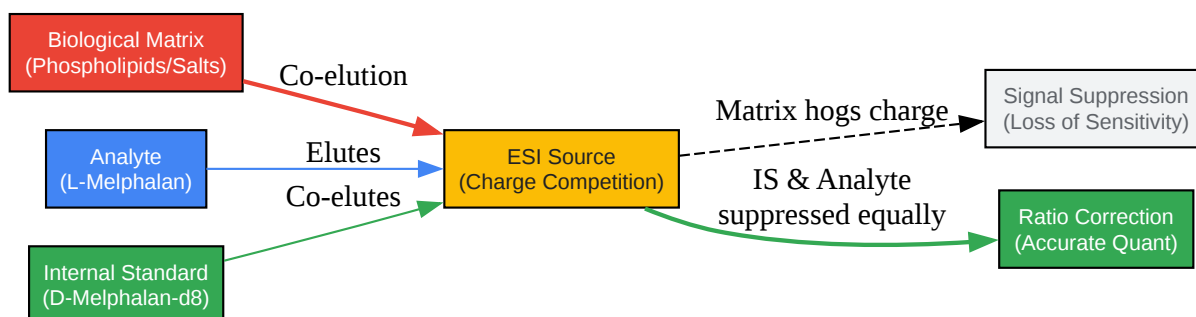 Biological Matrix
(Phospholipids/Salts)
Co-elution
Analyte
(L-Melphalan)
Elutes
Co-elutes
Internal Standard
(D-Melphalan-d8)
ESI Source
(Charge Competition)
Matrix hogs charge
IS & Analyte
suppressed equally
Signal Suppression
(Loss of Sensitivity)
Ratio Correction
(Accurate Quant)